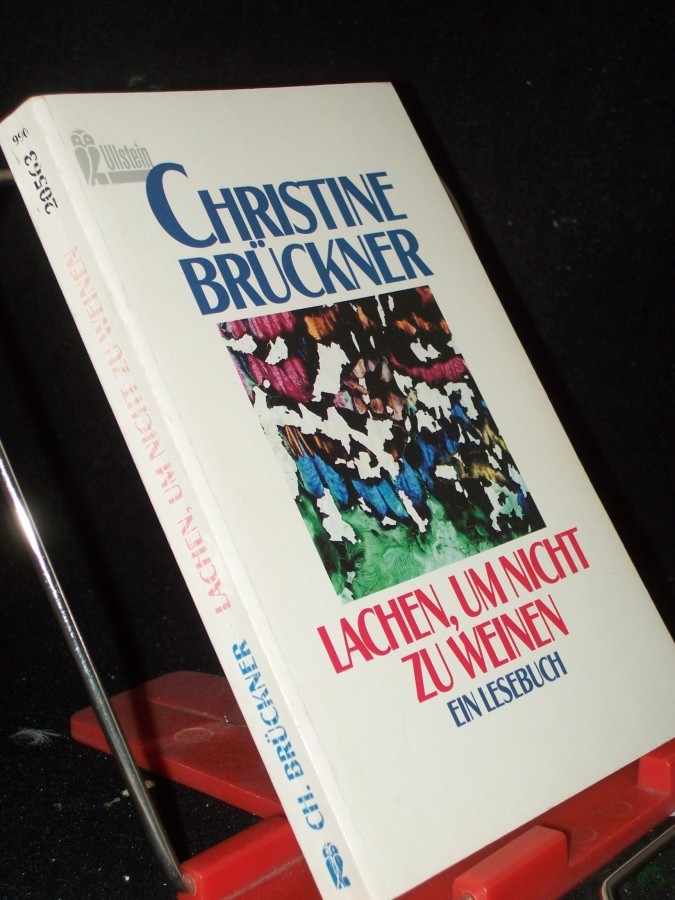 Ullstein
CHRISTINE
BRÜCKNER
LACHEN, UM NICHT
ZU WEINEN
EIN LESEBUCH
CH. BRÜCKNER LACHEN, UM NICHT ZU WEINEN
20563